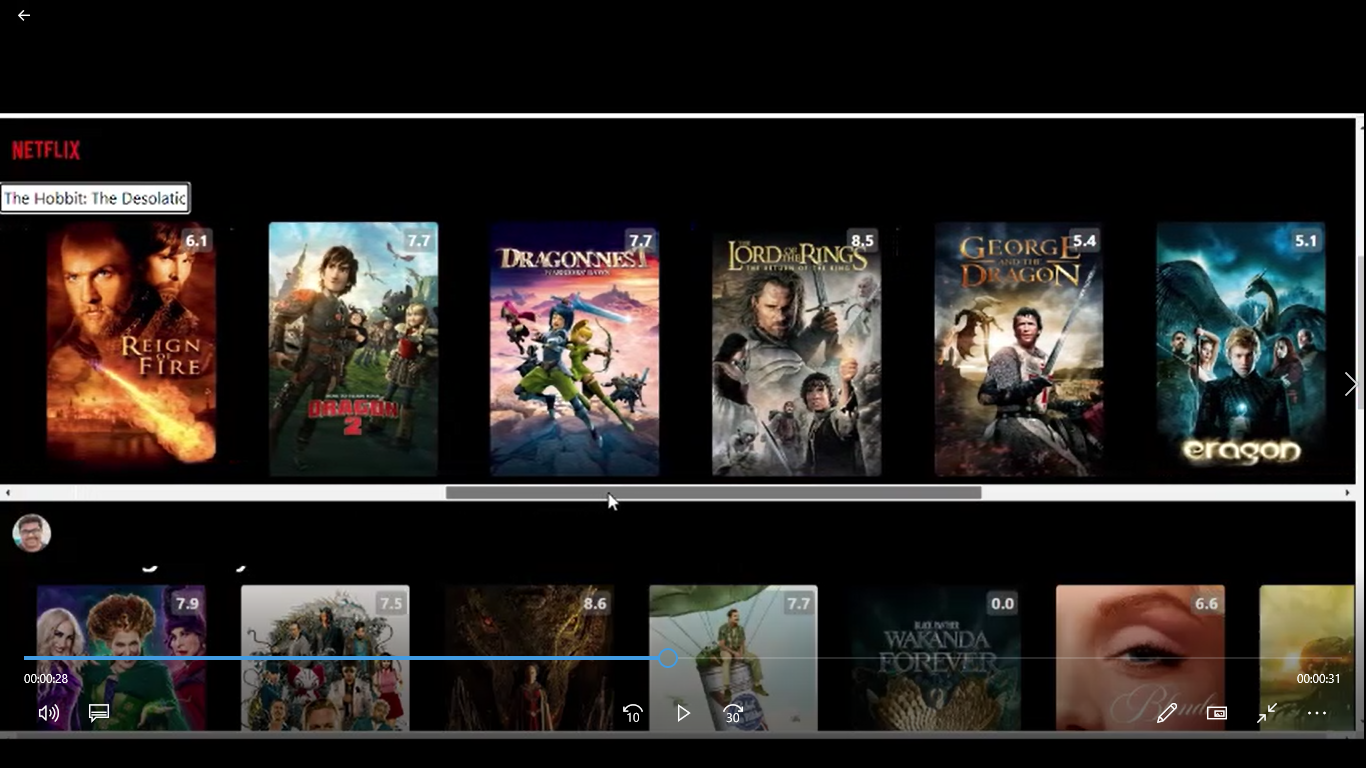 NETFLIX
The Hobbit: The Desolatic
6.1
7.7
7.7
8.5
5.4
5.1
REIGN
OF
FIRE
HOW TO TRAIN YOUR
DRAGON
2
DRAGON NEST
WARRIORS' DAWN
THE
LORD OF THE RINGS
THE RETURN OF THE KING
GEORGE
AND THE
DRAGON
eragon
7.9
7.5
8.6
7.7
0.0
6.6
BLACK PANTHER
WAKANDA
FOREVER
Blond
00:00:28
00:00:31
10
30